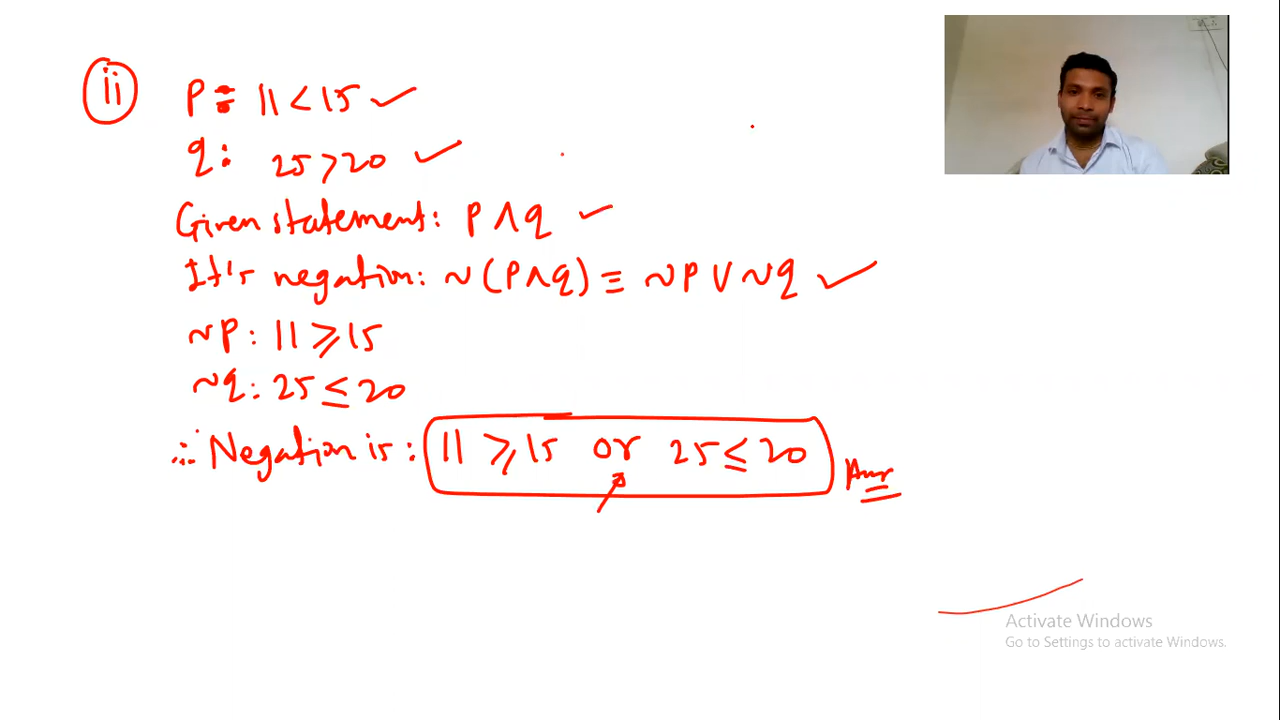 ii
P: 11 < 15 ✓
q: 25 > 20 ✓
Given statement: P ∧ q ✓
It's negation: ~(P∧q) ≡ ~P ∨ ~q ✓
~P: 11 ⩾ 15
~q: 25 ≤ 20
∴ Negation is: 11 ⩾ 15 or 25 ≤ 20 Ans
Activate Windows
Go to Settings to activate Windows.